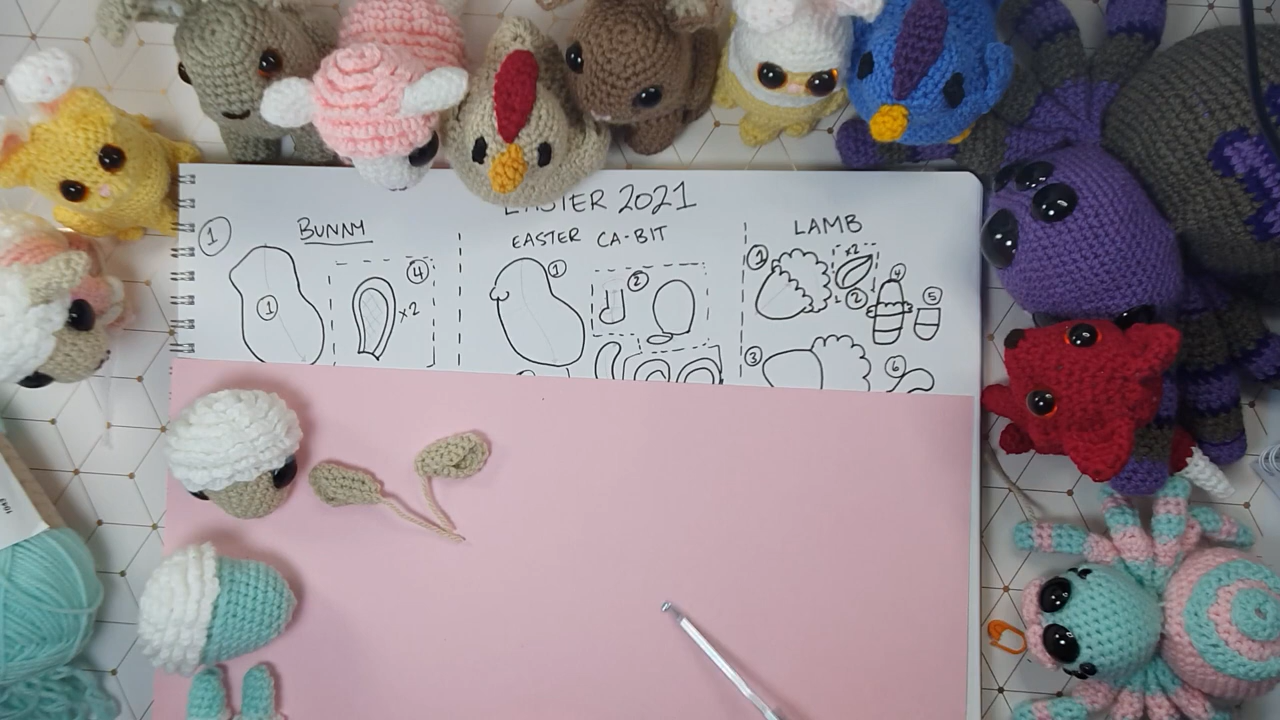 EASTER 2021
① BUNNY
EASTER CA-BIT
LAMB
① ④ x2
① ②
① x2 ② ④ ⑤
③ ⑥